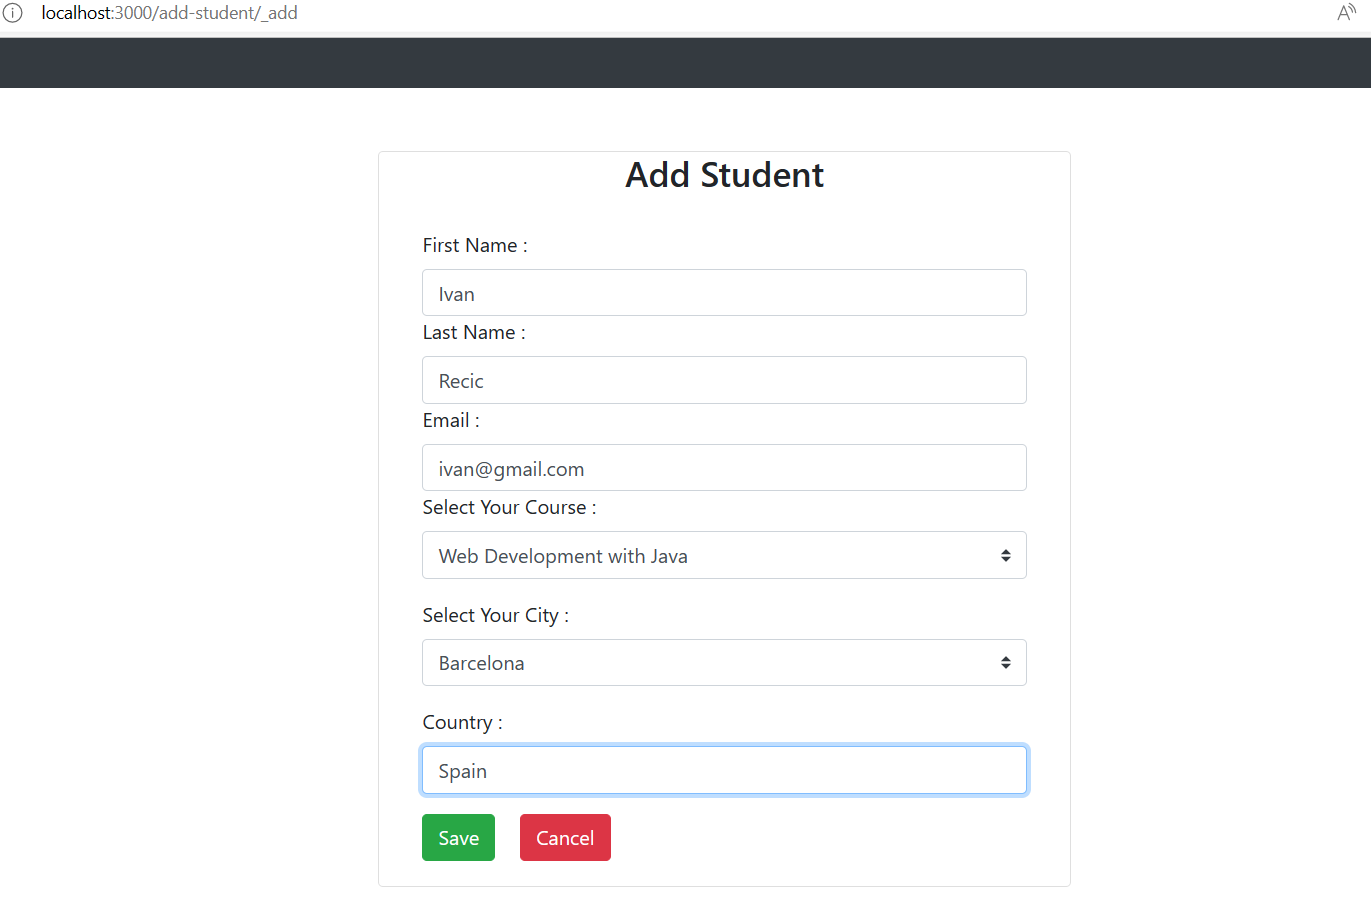 localhost:3000/add-student/_add
Add Student
First Name :
Ivan
Last Name :
Recic
Email :
ivan@gmail.com
Select Your Course :
Web Development with Java
Select Your City :
Barcelona
Country :
Spain
Save Cancel